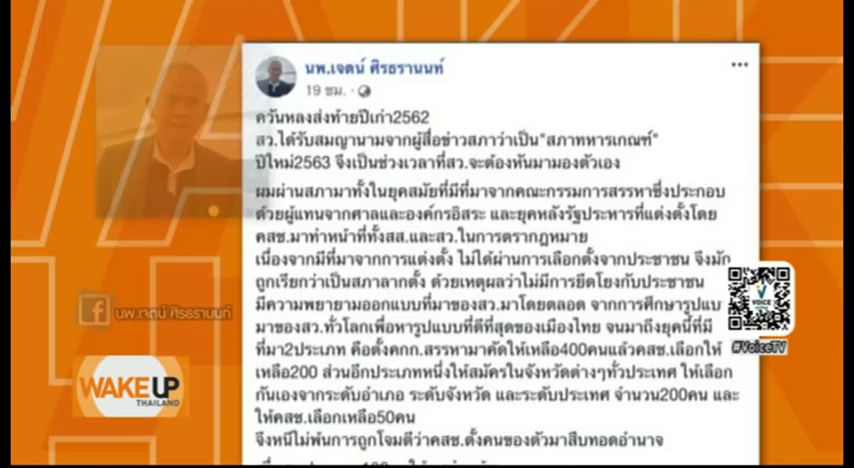 นพ.เจตน์ ศิรธรานนท์
19 ชม.
ควันหลงส่งท้ายปีเก่า2562
สว.ได้รับสมญานามจากผู้สื่อข่าวสภาว่าเป็น"สภาทหารเกณฑ์"
ปีใหม่2563 จึงเป็นช่วงเวลาที่สว.จะต้องหันมามองตัวเอง
ผมผ่านสภามาทั้งในยุคสมัยที่มีที่มาจากคณะกรรมการสรรหาซึ่งประกอบ
ด้วยผู้แทนจากศาลและองค์กรอิสระ และยุคหลังรัฐประหารที่แต่งตั้งโดย
คสช.มาทำหน้าที่ทั้งสส.และสว.ในการตรากฎหมาย
เนื่องจากมีที่มาจากการแต่งตั้ง ไม่ได้ผ่านการเลือกตั้งจากประชาชน จึงมัก
ถูกเรียกว่าเป็นสภาลากตั้ง ด้วยเหตุผลว่าไม่มีการยึดโยงกับประชาชน
มีความพยายามออกแบบที่มาของสว.มาโดยตลอด จากการศึกษารูปแบบ
มาของสว.ทั่วโลกเพื่อหารูปแบบที่ดีที่สุดของเมืองไทย จนมาถึงยุคนี้ที่มี
ที่มา2ประเภท คือตั้งคกก.สรรหามาคัดให้เหลือ400คนแล้วคสช.เลือกให้
เหลือ200 ส่วนอีกประเภทหนึ่งให้สมัครในจังหวัดต่างๆทั่วประเทศ ให้เลือก
กันเองจากระดับอำเภอ ระดับจังหวัด และระดับประเทศ จำนวน200คน และ
ให้คสช.เลือกเหลือ50คน
จึงหนีไม่พ้นการถูกโจมตีว่าคสช.ตั้งคนของตัวมาสืบทอดอำนาจ
นพ.เจตน์ ศิรธรานนท์
VOICE
#VoiceTV
WAKE UP
THAILAND